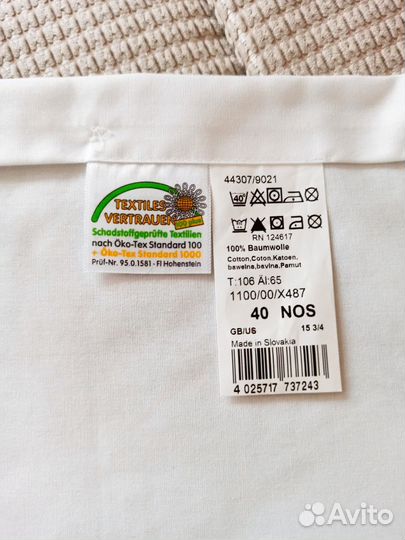 TEXTILES
VERTRAUEN
Schadstoffgeprüfte Textilien
nach Öko-Tex Standard 100
+ Öko-Tex Standard 1000
Prüf-Nr. 95.0.1581 - FI Hohenstein
44307/9021
40
RN 124617
100% Baumwolle
Cotton,Coton,Katoen,
bawelna,bavlna,Pamut
T:106 Äl:65
1100/00/X487
40 NOS
GB/US 15 3/4
Made in Slovakia
4 025717 737243
Avito